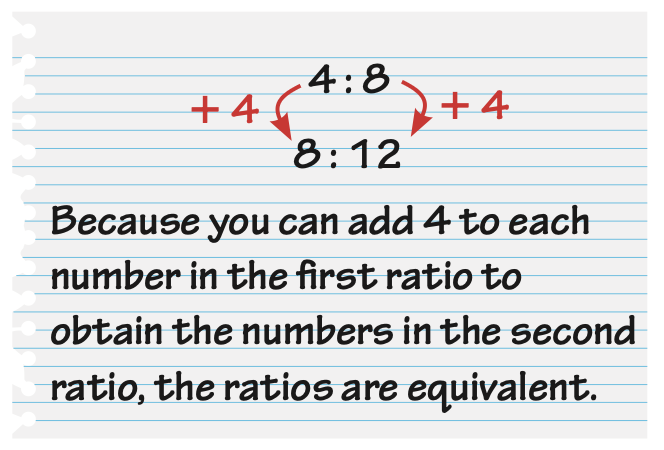 4 : 8
+ 4 + 4
8 : 12
Because you can add 4 to each
number in the first ratio to
obtain the numbers in the second
ratio, the ratios are equivalent.